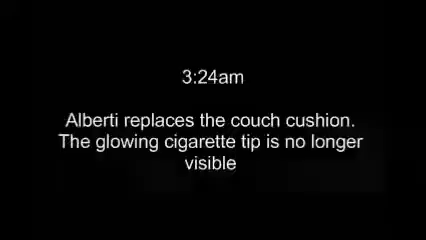 3:24am
Alberti replaces the couch cushion.
The glowing cigarette tip is no longer
visible